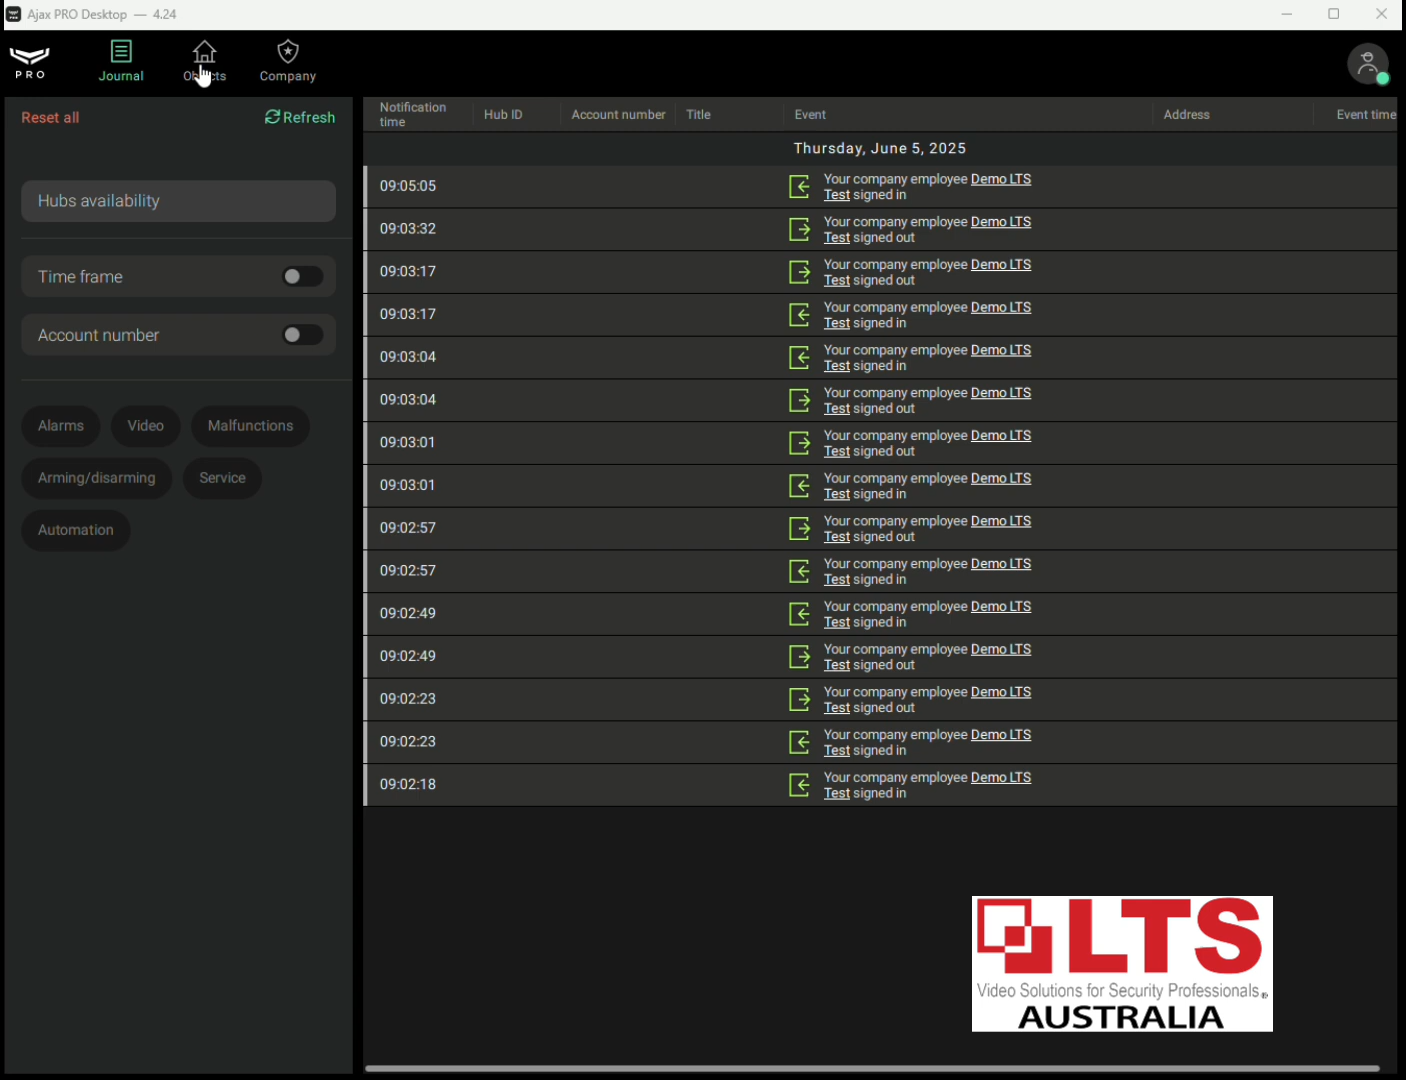 Ajax PRO Desktop — 4.24
PRO
Journal
Objects
Company
Reset all
Refresh
Hubs availability
Time frame
Account number
Alarms
Video
Malfunctions
Arming/disarming
Service
Automation
Notification
time
Hub ID
Account number
Title
Event
Address
Event time
Thursday, June 5, 2025
09:05:05
Your company employee Demo LTS
Test signed in
09:03:32
Your company employee Demo LTS
Test signed out
09:03:17
Your company employee Demo LTS
Test signed out
09:03:17
Your company employee Demo LTS
Test signed in
09:03:04
Your company employee Demo LTS
Test signed in
09:03:04
Your company employee Demo LTS
Test signed out
09:03:01
Your company employee Demo LTS
Test signed out
09:03:01
Your company employee Demo LTS
Test signed in
09:02:57
Your company employee Demo LTS
Test signed out
09:02:57
Your company employee Demo LTS
Test signed in
09:02:49
Your company employee Demo LTS
Test signed in
09:02:49
Your company employee Demo LTS
Test signed out
09:02:23
Your company employee Demo LTS
Test signed out
09:02:23
Your company employee Demo LTS
Test signed in
09:02:18
Your company employee Demo LTS
Test signed in
LTS
Video Solutions for Security Professionals®
AUSTRALIA